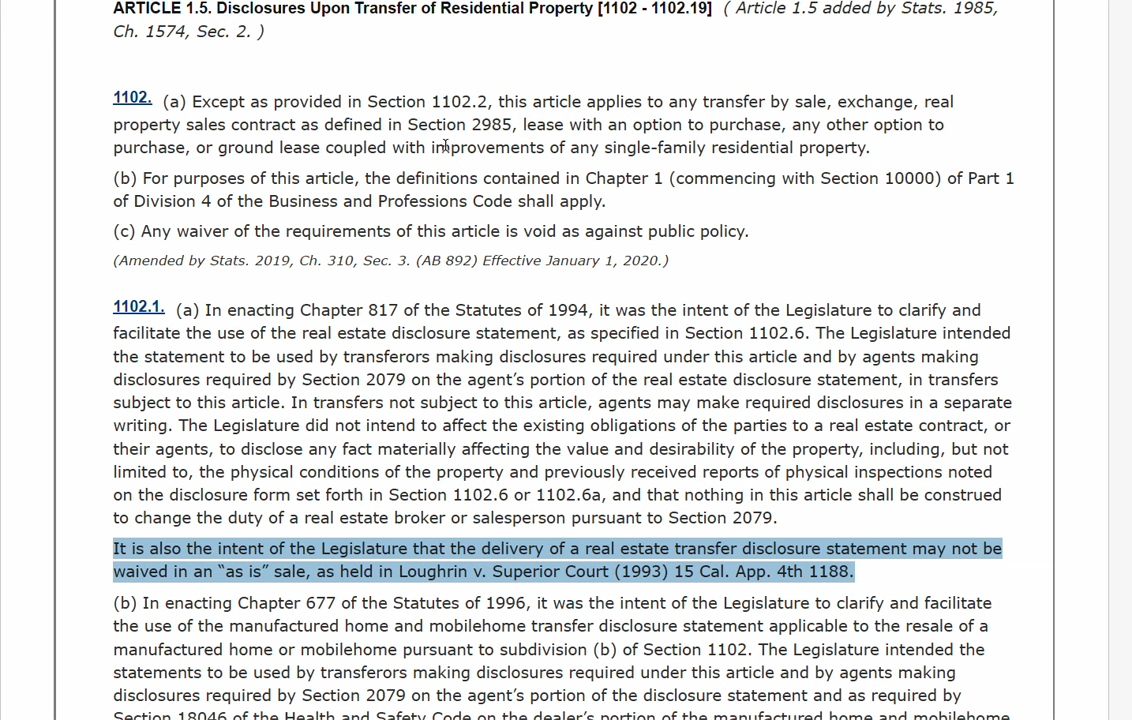 ARTICLE 1.5. Disclosures Upon Transfer of Residential Property [1102 - 1102.19] ( Article 1.5 added by Stats. 1985,
Ch. 1574, Sec. 2. )
1102. (a) Except as provided in Section 1102.2, this article applies to any transfer by sale, exchange, real
property sales contract as defined in Section 2985, lease with an option to purchase, any other option to
purchase, or ground lease coupled with improvements of any single-family residential property.
(b) For purposes of this article, the definitions contained in Chapter 1 (commencing with Section 10000) of Part 1
of Division 4 of the Business and Professions Code shall apply.
(c) Any waiver of the requirements of this article is void as against public policy.
(Amended by Stats. 2019, Ch. 310, Sec. 3. (AB 892) Effective January 1, 2020.)
1102.1. (a) In enacting Chapter 817 of the Statutes of 1994, it was the intent of the Legislature to clarify and
facilitate the use of the real estate disclosure statement, as specified in Section 1102.6. The Legislature intended
the statement to be used by transferors making disclosures required under this article and by agents making
disclosures required by Section 2079 on the agent’s portion of the real estate disclosure statement, in transfers
subject to this article. In transfers not subject to this article, agents may make required disclosures in a separate
writing. The Legislature did not intend to affect the existing obligations of the parties to a real estate contract, or
their agents, to disclose any fact materially affecting the value and desirability of the property, including, but not
limited to, the physical conditions of the property and previously received reports of physical inspections noted
on the disclosure form set forth in Section 1102.6 or 1102.6a, and that nothing in this article shall be construed
to change the duty of a real estate broker or salesperson pursuant to Section 2079.
It is also the intent of the Legislature that the delivery of a real estate transfer disclosure statement may not be
waived in an “as is” sale, as held in Loughrin v. Superior Court (1993) 15 Cal. App. 4th 1188.
(b) In enacting Chapter 677 of the Statutes of 1996, it was the intent of the Legislature to clarify and facilitate
the use of the manufactured home and mobilehome transfer disclosure statement applicable to the resale of a
manufactured home or mobilehome pursuant to subdivision (b) of Section 1102. The Legislature intended the
statements to be used by transferors making disclosures required under this article and by agents making
disclosures required by Section 2079 on the agent’s portion of the disclosure statement and as required by
Section 18046 of the Health and Safety Code on the dealer’s portion of the manufactured home and mobilehome